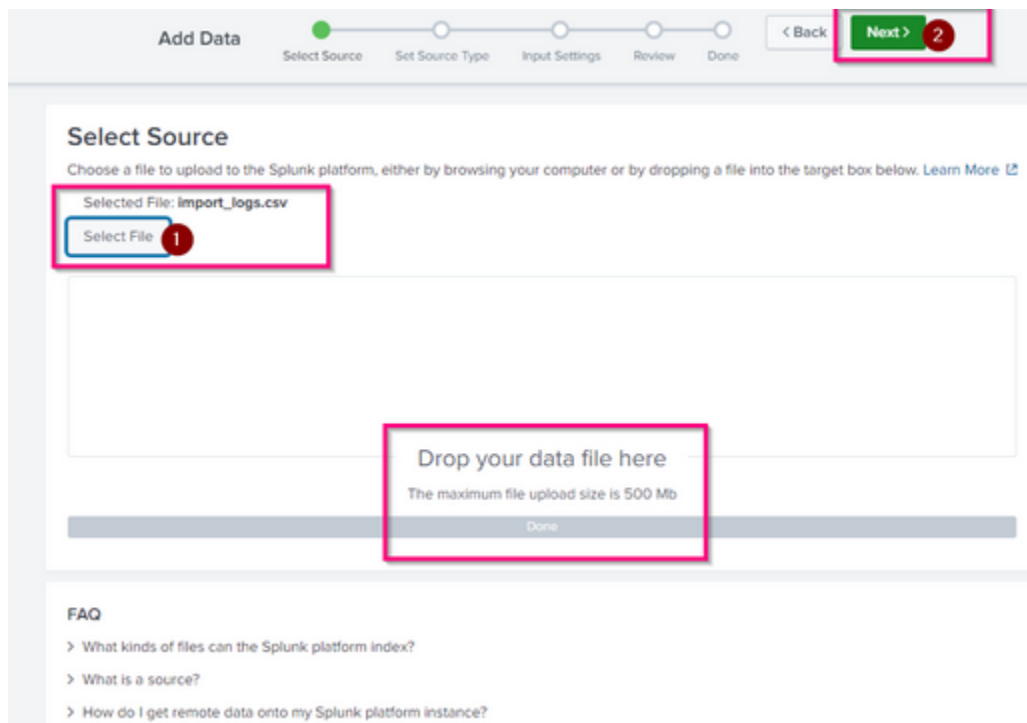 Add Data
Select Source
Set Source Type
Input Settings
Review
Done
< Back
Next >
2
Select Source
Choose a file to upload to the Splunk platform, either by browsing your computer or by dropping a file into the target box below. Learn More
Selected File: import_logs.csv
Select File
1
Drop your data file here
The maximum file upload size is 500 Mb
Done
FAQ
> What kinds of files can the Splunk platform index?
> What is a source?
> How do I get remote data onto my Splunk platform instance?